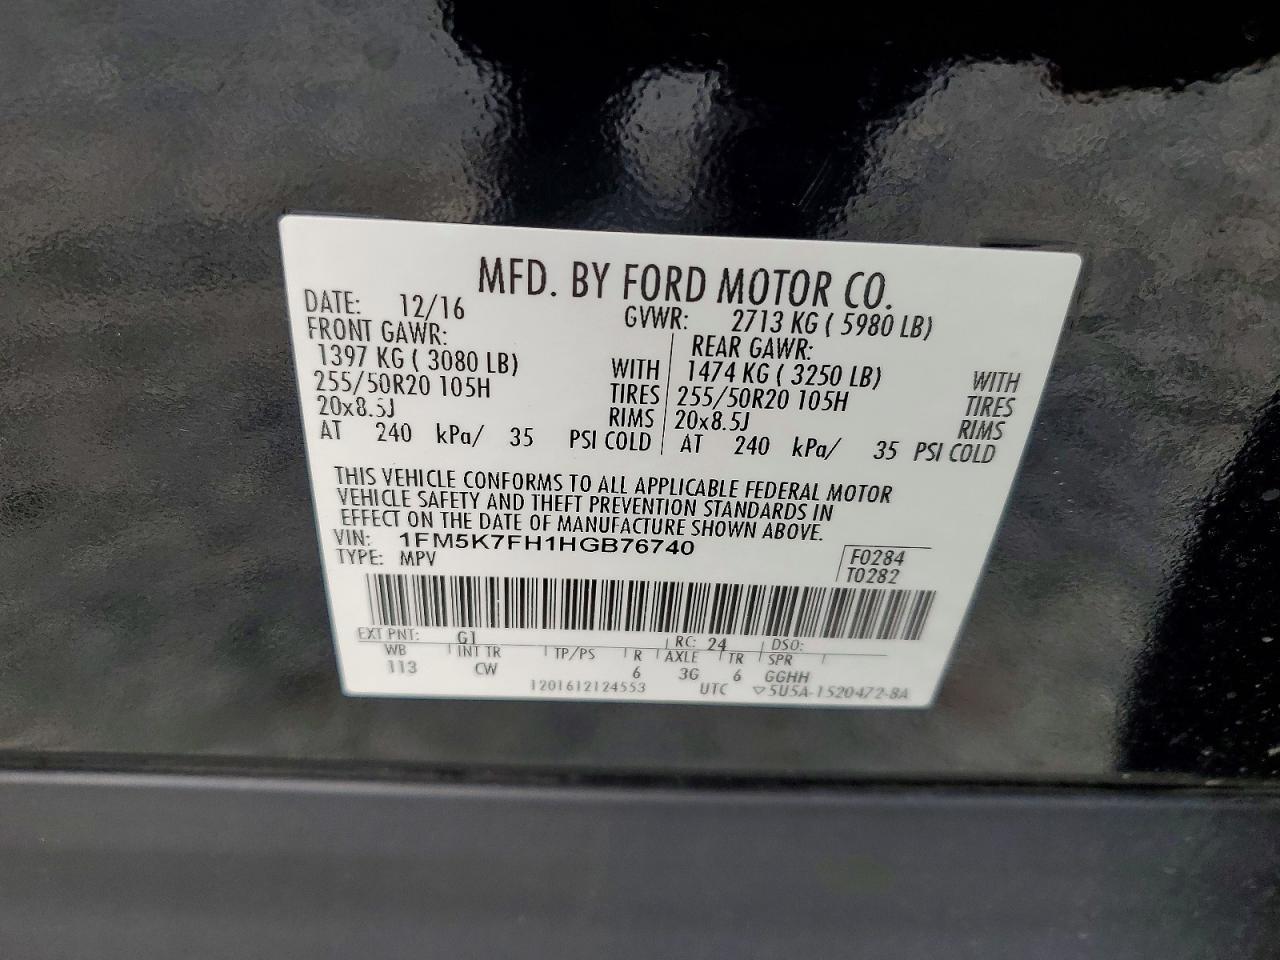 MFD. BY FORD MOTOR CO.
DATE: 12/16 GVWR: 2713 KG ( 5980 LB)
FRONT GAWR: REAR GAWR:
1397 KG ( 3080 LB) WITH 1474 KG ( 3250 LB) WITH
255/50R20 105H TIRES 255/50R20 105H TIRES
20x8.5J RIMS 20x8.5J RIMS
AT 240 kPa/ 35 PSI COLD AT 240 kPa/ 35 PSI COLD
THIS VEHICLE CONFORMS TO ALL APPLICABLE FEDERAL MOTOR
VEHICLE SAFETY AND THEFT PREVENTION STANDARDS IN
EFFECT ON THE DATE OF MANUFACTURE SHOWN ABOVE.
VIN: 1FM5K7FH1HGB76740
TYPE: MPV
F0284
T0282
EXT PNT: G1 RC: 24 DSO:
WB INT TR TP/PS R AXLE TR SPR
113 CW 6 3G 6 GGHH
1201612124553 UTC ▽5U5A-1520472-8A